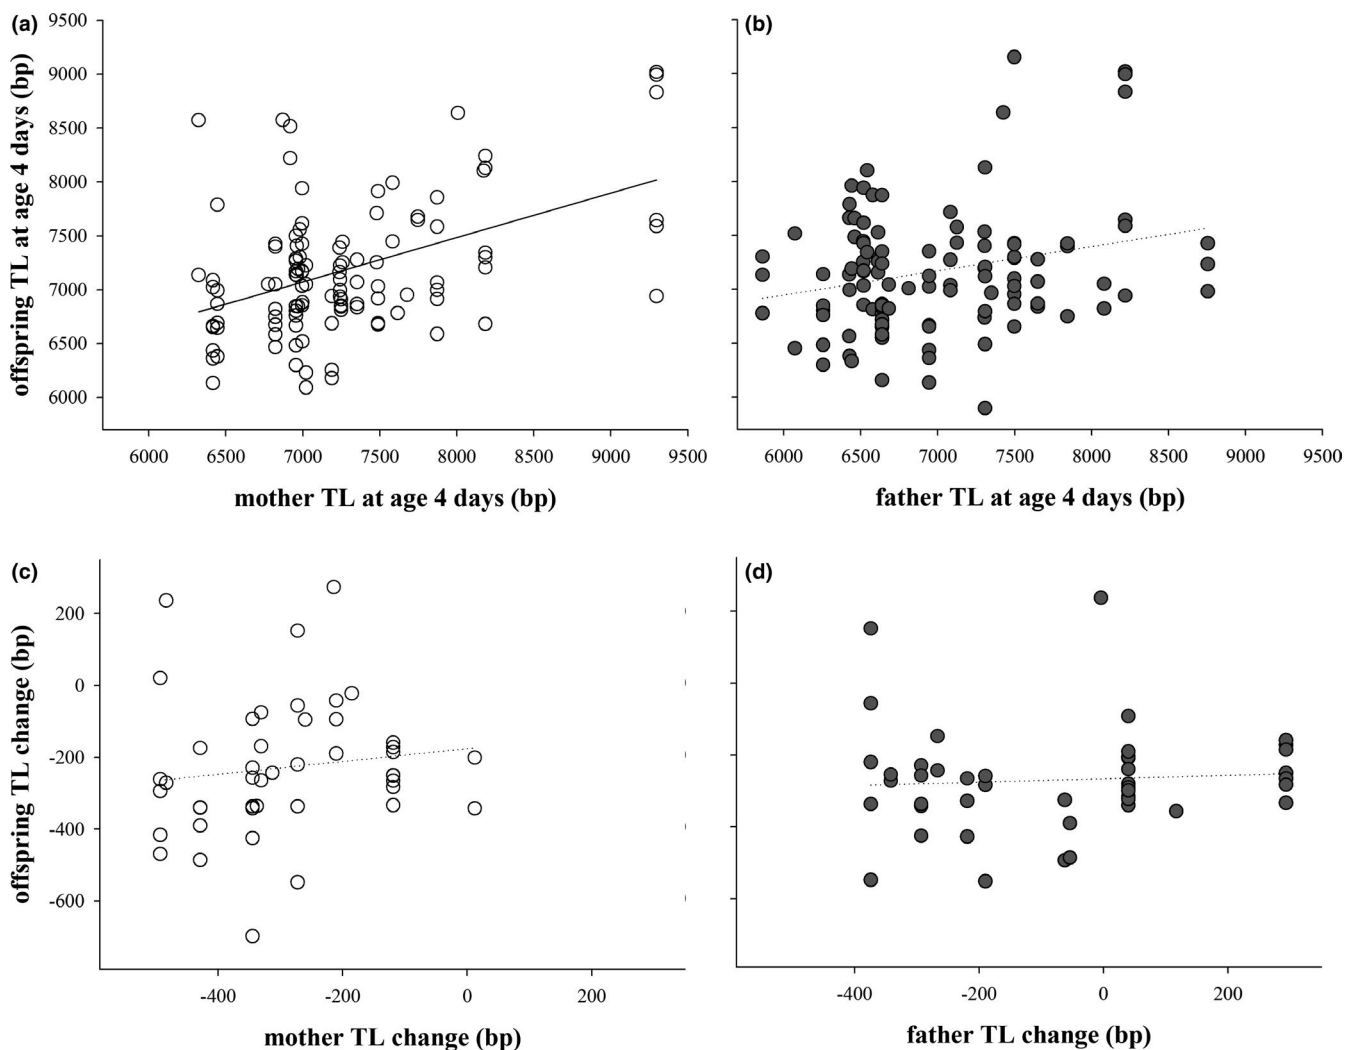 (a)
9500
9000
8500
8000
7500
7000
6500
6000
offspring TL at age 4 days (bp)
6000 6500 7000 7500 8000 8500 9000 9500
mother TL at age 4 days (bp)
(b)
6000 6500 7000 7500 8000 8500 9000 9500
father TL at age 4 days (bp)
(c)
200
0
-200
-400
-600
offspring TL change (bp)
-400 -200 0 200
mother TL change (bp)
(d)
-400 -200 0 200
father TL change (bp)